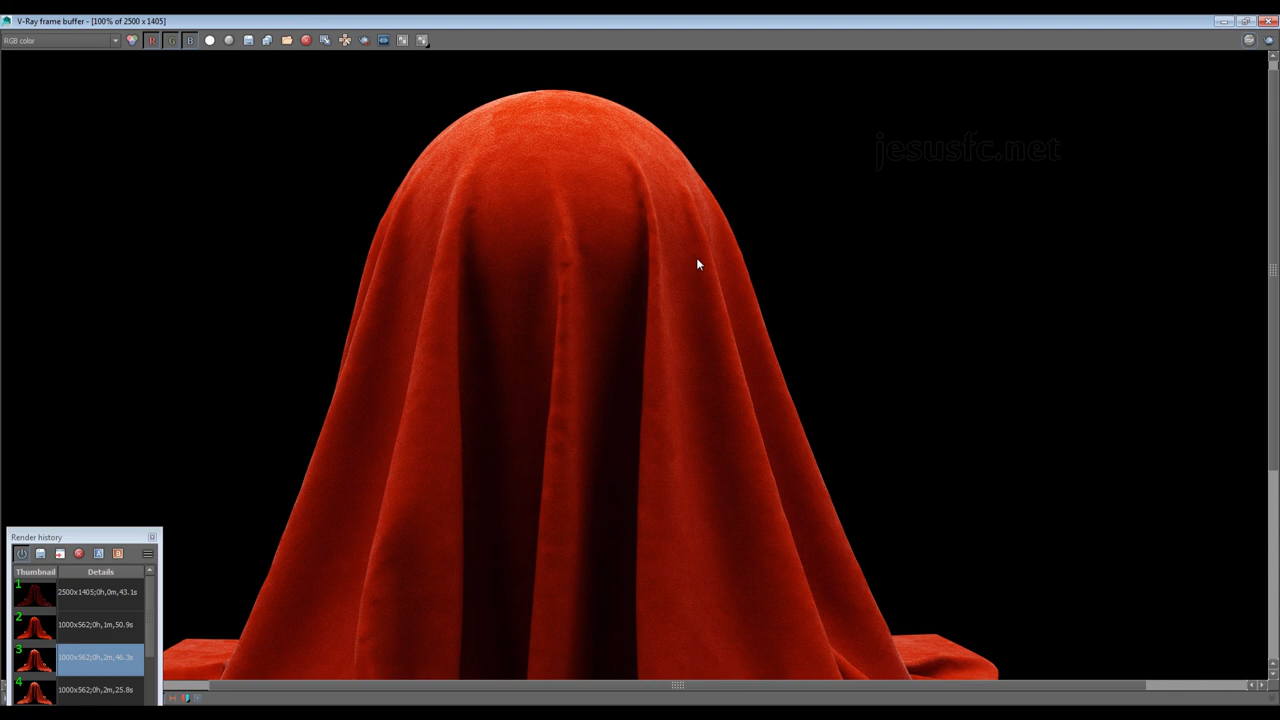 V-Ray frame buffer - [100% of 2500 x 1405]
RGB color
R G B
jesusfc.net
Render history
A B
Thumbnail Details
1 2500x1405;0h,0m,43.1s
2 1000x562;0h,1m,50.9s
3 1000x562;0h,2m,46.3s
4 1000x562;0h,2m,25.8s